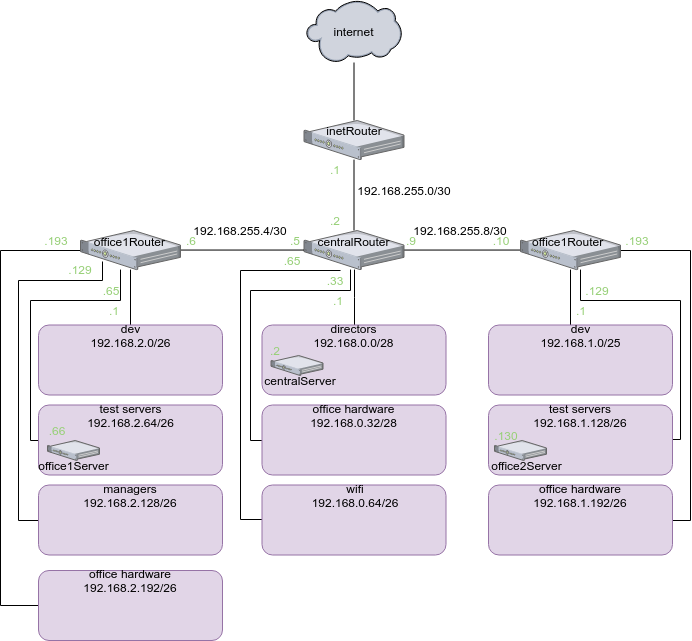 internet
inetRouter
.1
192.168.255.0/30
.2
192.168.255.4/30
192.168.255.8/30
.193
office1Router
.6
.5
centralRouter
.9
.10
office1Router
.193
.129
.65
.65
.33
.129
.1
.1
.1
dev
192.168.2.0/26
directors
192.168.0.0/28
.2
centralServer
dev
192.168.1.0/25
test servers
192.168.2.64/26
.66
office1Server
office hardware
192.168.0.32/28
test servers
192.168.1.128/26
.130
office2Server
managers
192.168.2.128/26
wifi
192.168.0.64/26
office hardware
192.168.1.192/26
office hardware
192.168.2.192/26